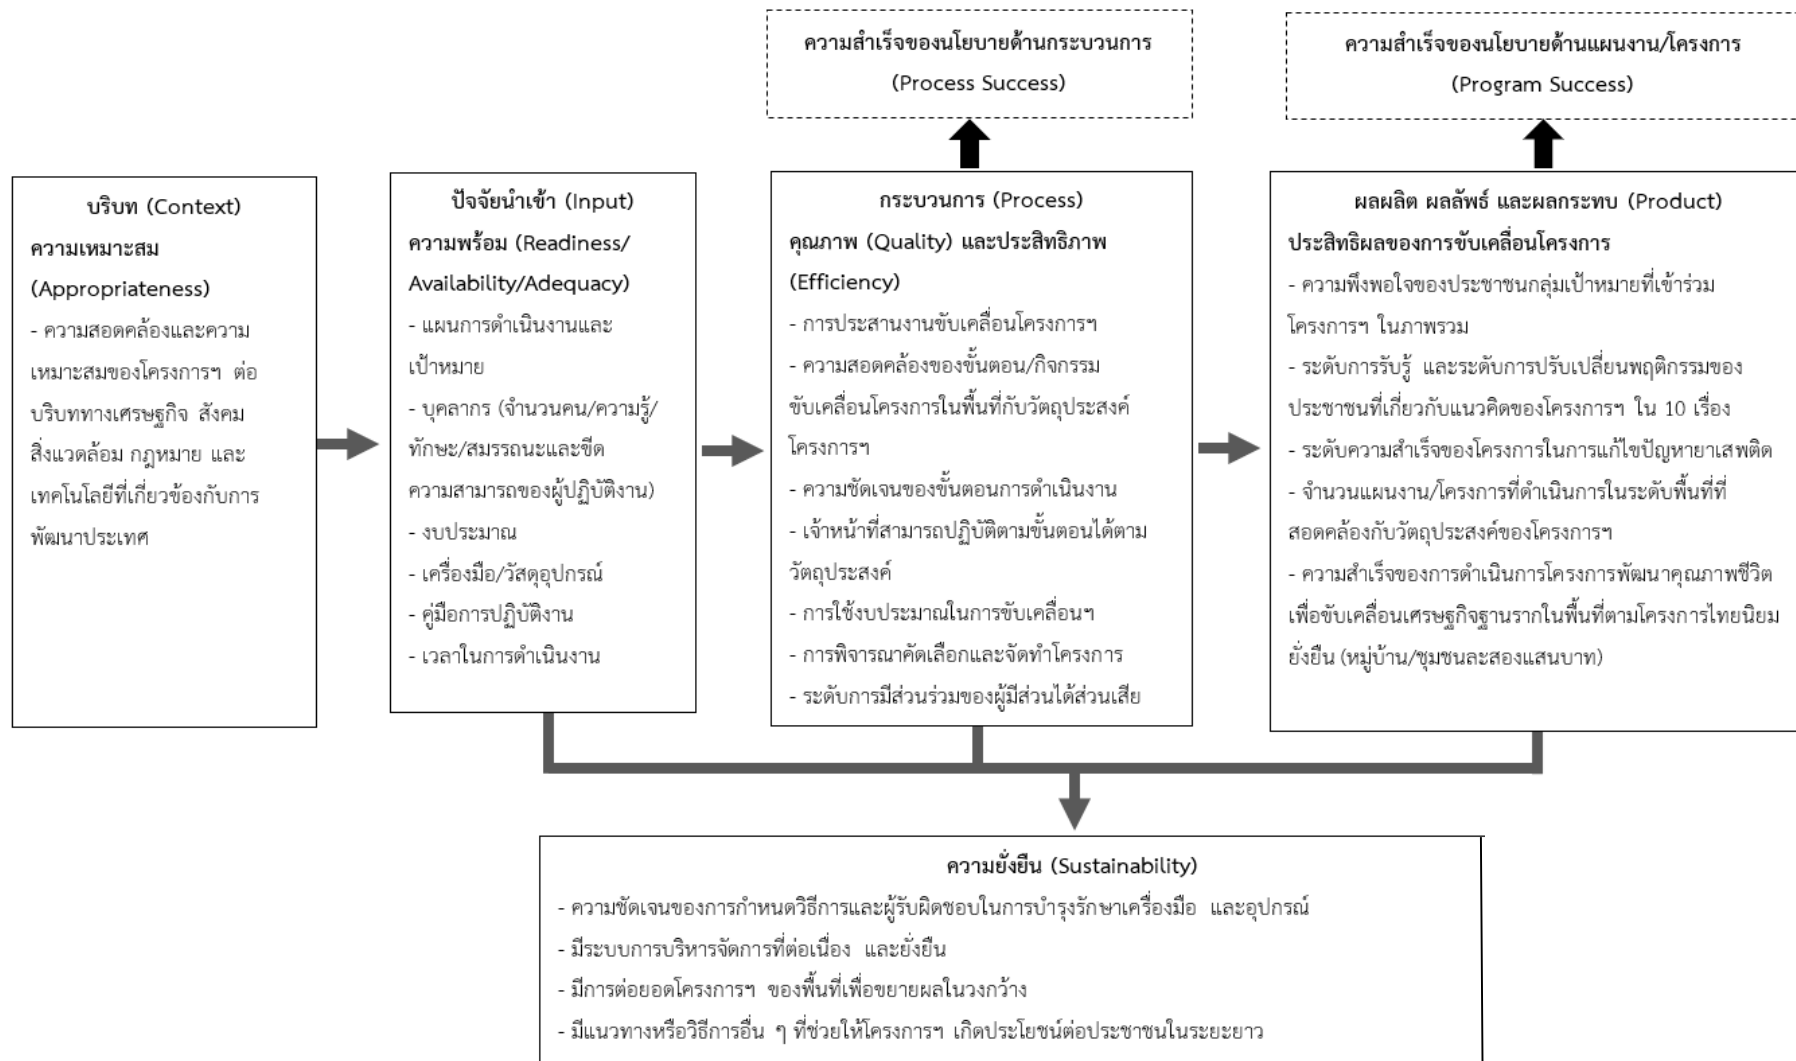 ความสำเร็จของนโยบายด้านกระบวนการ
(Process Success)
ความสำเร็จของนโยบายด้านแผนงาน/โครงการ
(Program Success)
บริบท (Context)
ความเหมาะสม
(Appropriateness)
- ความสอดคล้องและความ
เหมาะสมของโครงการฯ ต่อ
บริบททางเศรษฐกิจ สังคม
สิ่งแวดล้อม กฎหมาย และ
เทคโนโลยีที่เกี่ยวข้องกับการ
พัฒนาประเทศ
ปัจจัยนำเข้า (Input)
ความพร้อม (Readiness/
Availability/Adequacy)
- แผนการดำเนินงานและ
เป้าหมาย
- บุคลากร (จำนวนคน/ความรู้/
ทักษะ/สมรรถนะและขีด
ความสามารถของผู้ปฏิบัติงาน)
- งบประมาณ
- เครื่องมือ/วัสดุอุปกรณ์
- คู่มือการปฏิบัติงาน
- เวลาในการดำเนินงาน
กระบวนการ (Process)
คุณภาพ (Quality) และประสิทธิภาพ
(Efficiency)
- การประสานงานขับเคลื่อนโครงการฯ
- ความสอดคล้องของขั้นตอน/กิจกรรม
ขับเคลื่อนโครงการในพื้นที่กับวัตถุประสงค์
โครงการฯ
- ความชัดเจนของขั้นตอนการดำเนินงาน
- เจ้าหน้าที่สามารถปฏิบัติตามขั้นตอนได้ตาม
วัตถุประสงค์
- การใช้งบประมาณในการขับเคลื่อนฯ
- การพิจารณาคัดเลือกและจัดทำโครงการ
- ระดับการมีส่วนร่วมของผู้มีส่วนได้ส่วนเสีย
ผลผลิต ผลลัพธ์ และผลกระทบ (Product)
ประสิทธิผลของการขับเคลื่อนโครงการ
- ความพึงพอใจของประชาชนกลุ่มเป้าหมายที่เข้าร่วม
โครงการฯ ในภาพรวม
- ระดับการรับรู้ และระดับการปรับเปลี่ยนพฤติกรรมของ
ประชาชนที่เกี่ยวกับแนวคิดของโครงการฯ ใน 10 เรื่อง
- ระดับความสำเร็จของโครงการในการแก้ไขปัญหายาเสพติด
- จำนวนแผนงาน/โครงการที่ดำเนินการในระดับพื้นที่ที่
สอดคล้องกับวัตถุประสงค์ของโครงการฯ
- ความสำเร็จของการดำเนินการโครงการพัฒนาคุณภาพชีวิต
เพื่อขับเคลื่อนเศรษฐกิจฐานรากในพื้นที่ตามโครงการไทยนิยม
ยั่งยืน (หมู่บ้าน/ชุมชนละสองแสนบาท)
ความยั่งยืน (Sustainability)
- ความชัดเจนของการกำหนดวิธีการและผู้รับผิดชอบในการบำรุงรักษาเครื่องมือ และอุปกรณ์
- มีระบบการบริหารจัดการที่ต่อเนื่อง และยั่งยืน
- มีการต่อยอดโครงการฯ ของพื้นที่เพื่อขยายผลในวงกว้าง
- มีแนวทางหรือวิธีการอื่น ๆ ที่ช่วยให้โครงการฯ เกิดประโยชน์ต่อประชาชนในระยะยาว